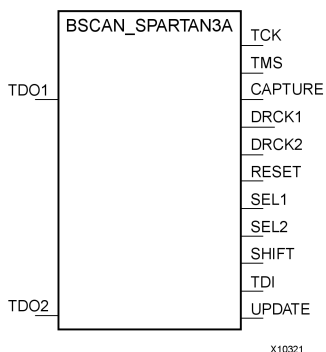 BSCAN_SPARTAN3A
TCK
TMS
TDO1
CAPTURE
DRCK1
DRCK2
RESET
SEL1
SEL2
SHIFT
TDI
TDO2
UPDATE
X10321